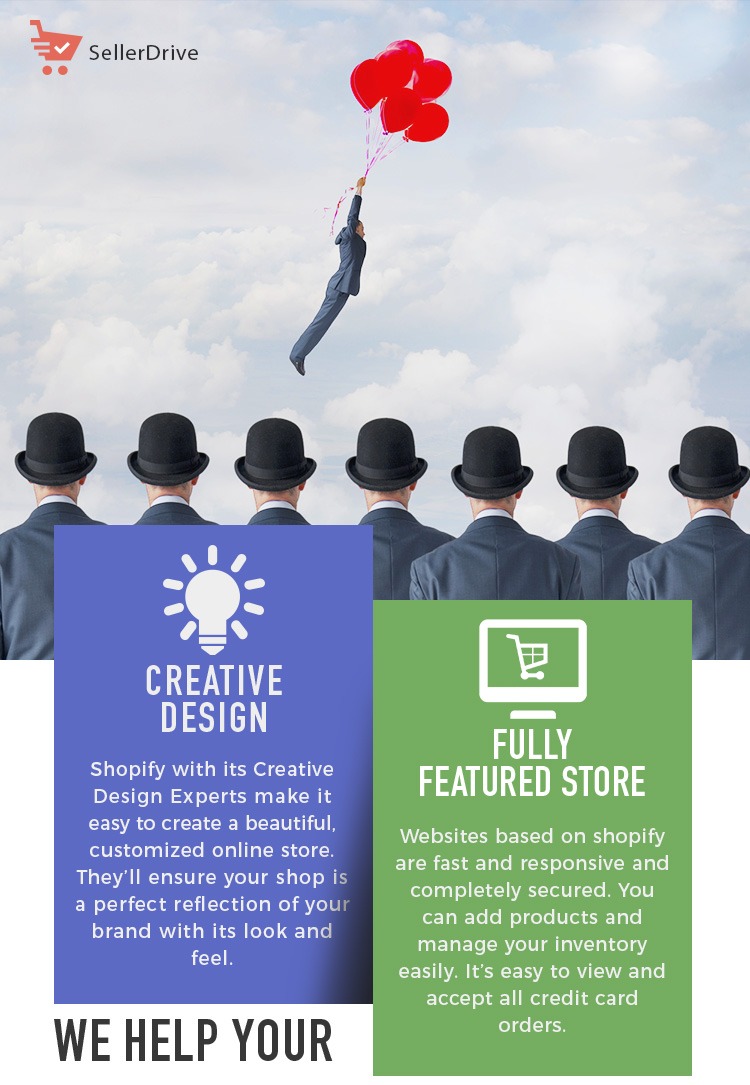 SellerDrive
CREATIVE
DESIGN
Shopify with its Creative
Design Experts make it
easy to create a beautiful,
customized online store.
They’ll ensure your shop is
a perfect reflection of your
brand with its look and
feel.
FULLY
FEATURED STORE
Websites based on shopify
are fast and responsive and
completely secured. You
can add products and
manage your inventory
easily. It’s easy to view and
accept all credit card
orders.
WE HELP YOUR